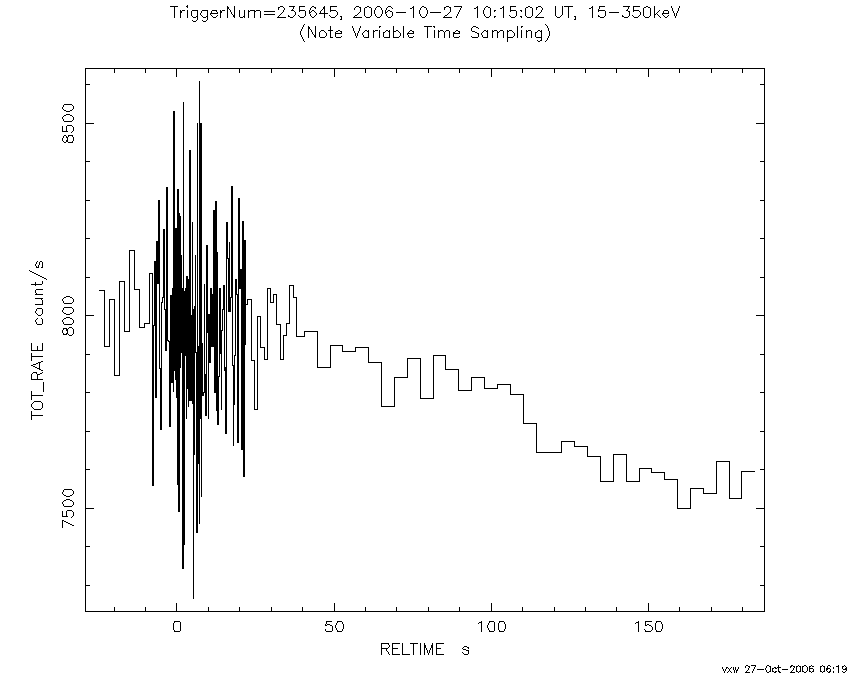 TriggerNum=235645, 2006-10-27 10:15:02 UT, 15-350keV
(Note Variable Time Sampling)
TOT_RATE count/s
8500
8000
7500
0 50 100 150
RELTIME s
vxw 27-Oct-2006 06:19